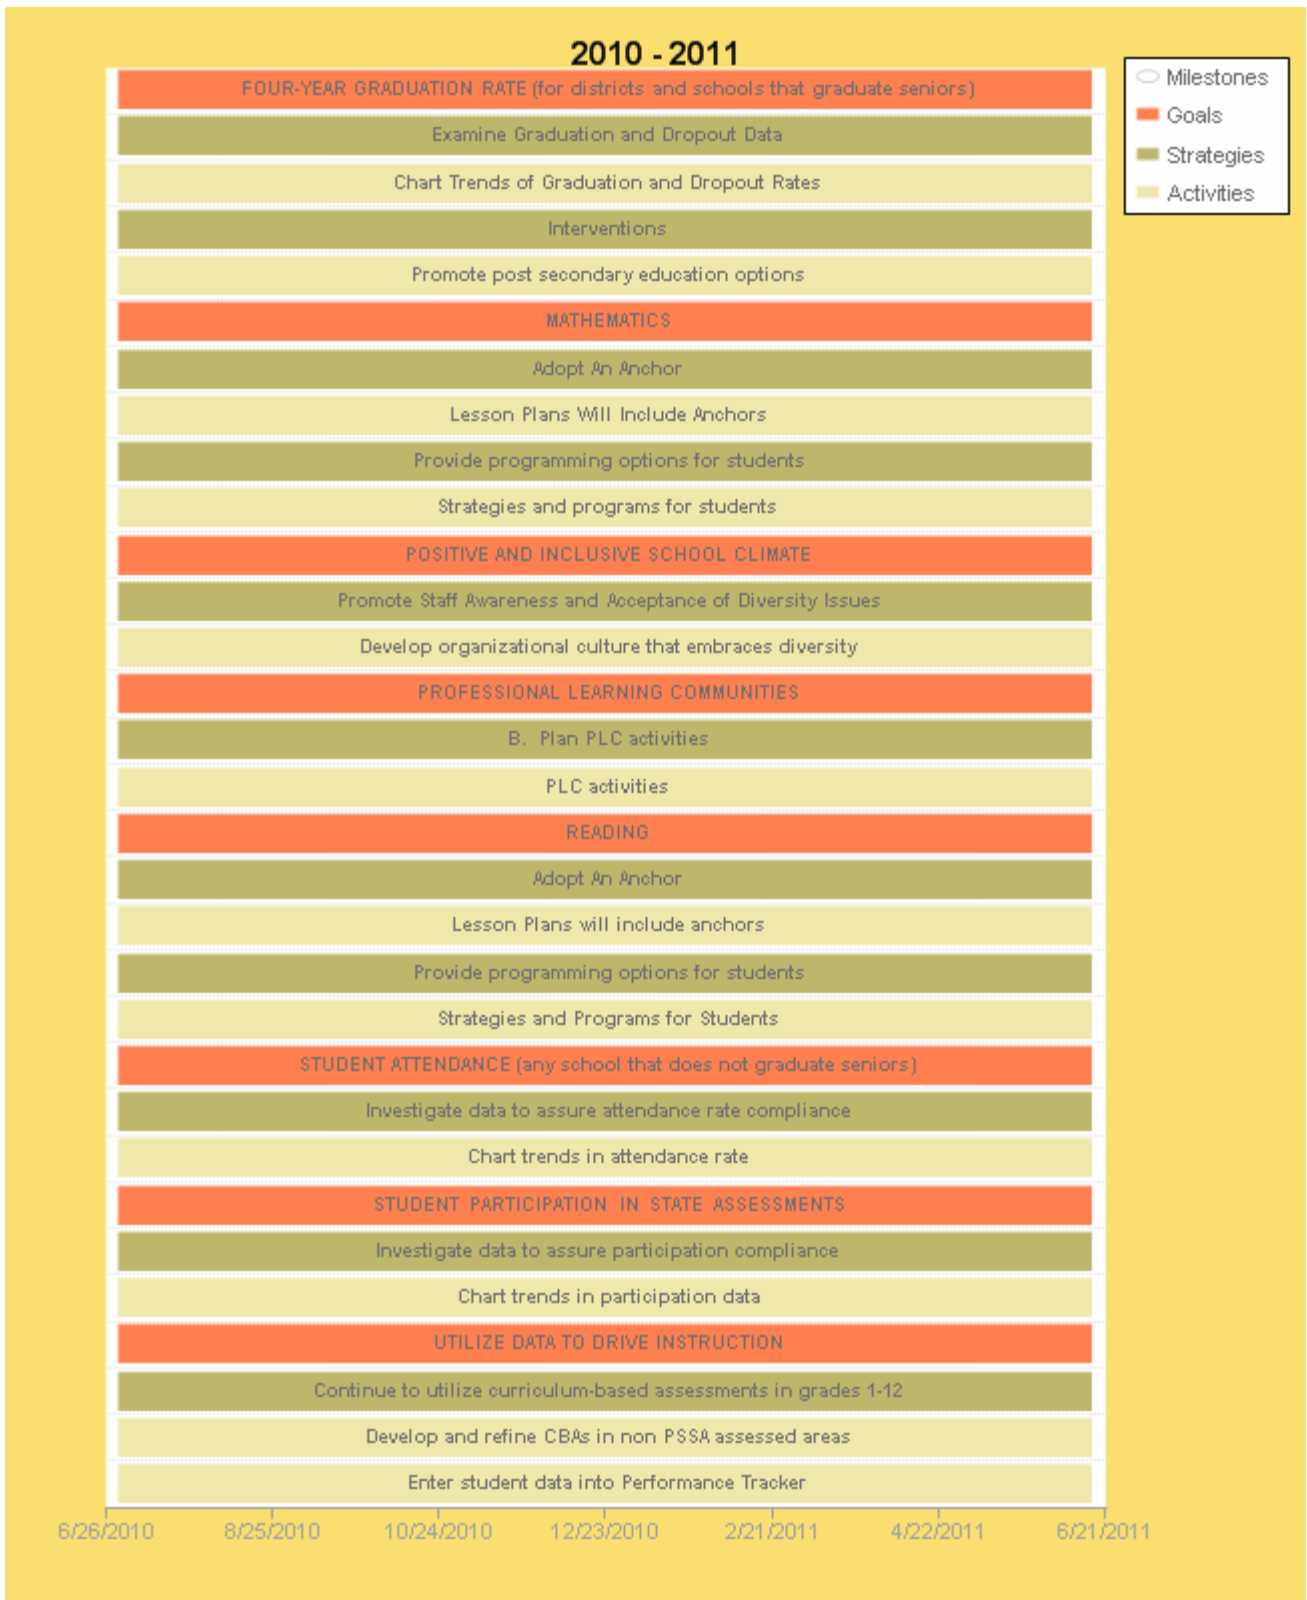 2010 - 2011
Milestones
Goals
Strategies
Activities
FOUR-YEAR GRADUATION RATE (for districts and schools that graduate seniors)
Examine Graduation and Dropout Data
Chart Trends of Graduation and Dropout Rates
Interventions
Promote post secondary education options
MATHEMATICS
Adopt An Anchor
Lesson Plans Will Include Anchors
Provide programming options for students
Strategies and programs for students
POSITIVE AND INCLUSIVE SCHOOL CLIMATE
Promote Staff Awareness and Acceptance of Diversity Issues
Develop organizational culture that embraces diversity
PROFESSIONAL LEARNING COMMUNITIES
B. Plan PLC activities
PLC activities
READING
Adopt An Anchor
Lesson Plans will include anchors
Provide programming options for students
Strategies and Programs for Students
STUDENT ATTENDANCE (any school that does not graduate seniors)
Investigate data to assure attendance rate compliance
Chart trends in attendance rate
STUDENT PARTICIPATION IN STATE ASSESSMENTS
Investigate data to assure participation compliance
Chart trends in participation data
UTILIZE DATA TO DRIVE INSTRUCTION
Continue to utilize curriculum-based assessments in grades 1-12
Develop and refine CBAs in non PSSA assessed areas
Enter student data into Performance Tracker
6/26/2010 8/25/2010 10/24/2010 12/23/2010 2/21/2011 4/22/2011 6/21/2011